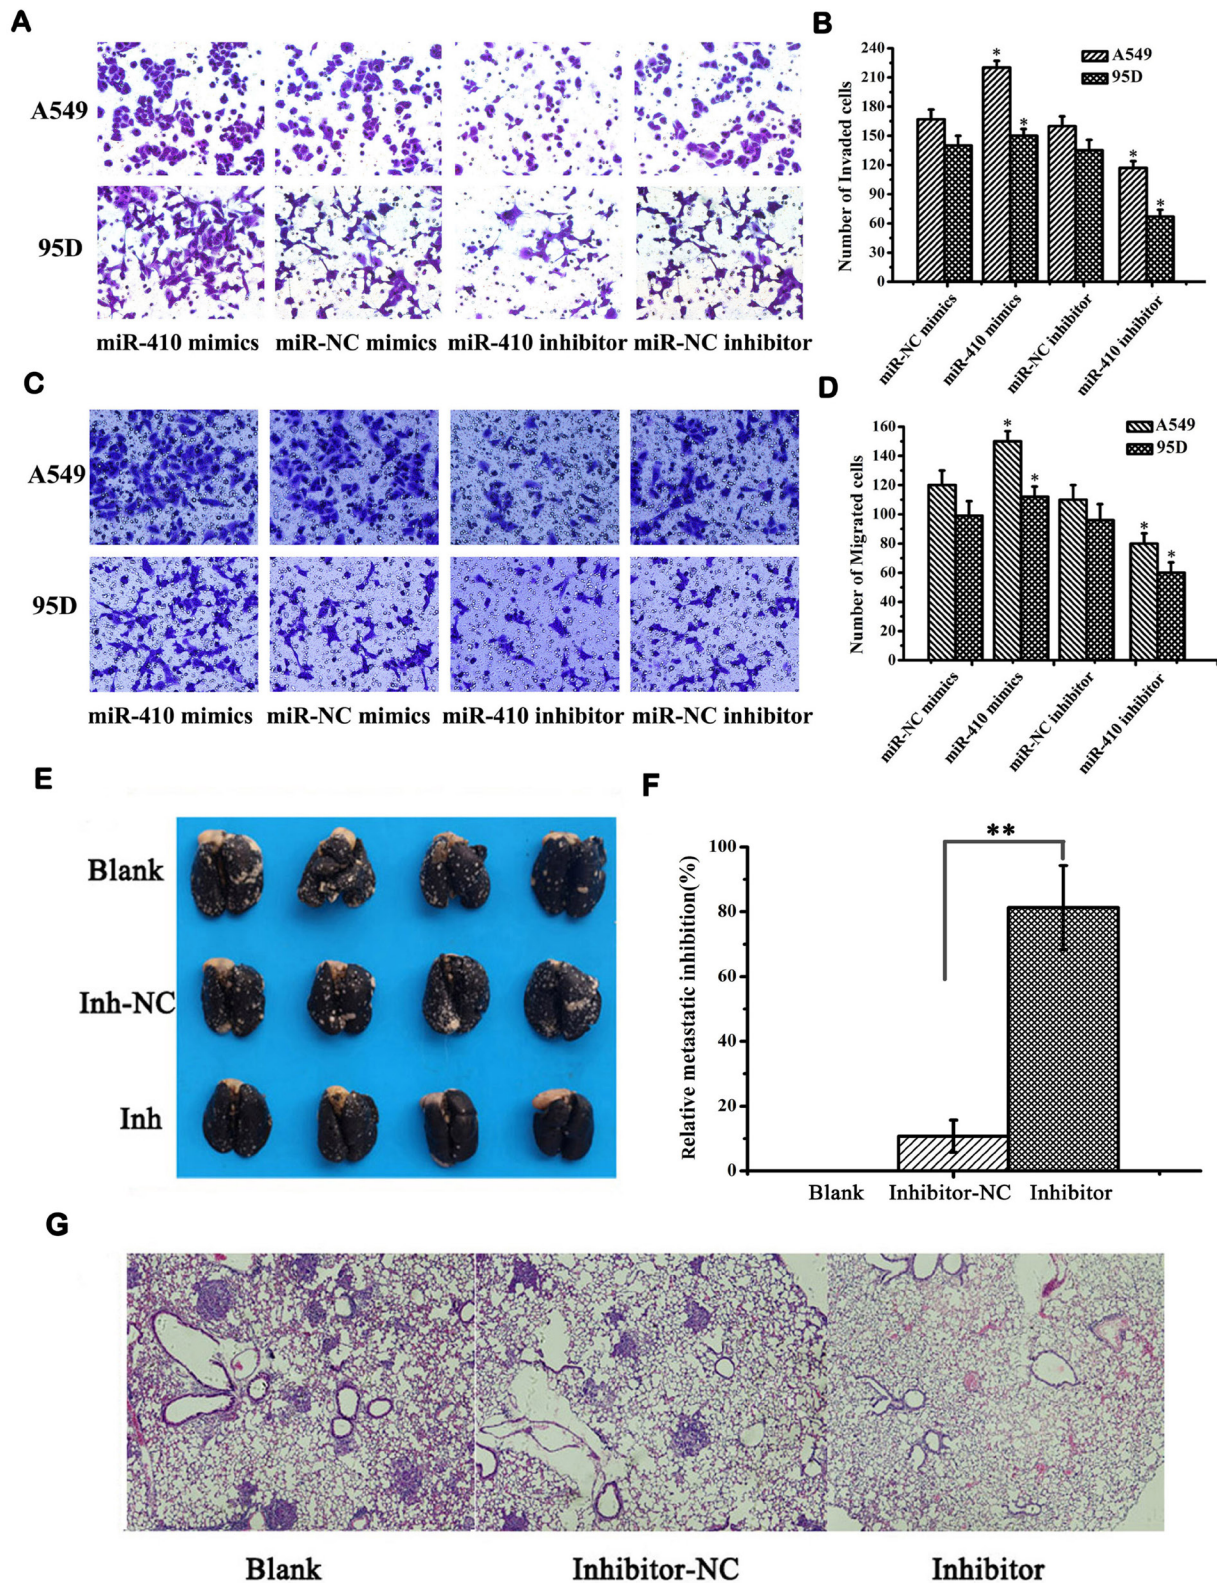 A
A549
95D
miR-410 mimics miR-NC mimics miR-410 inhibitor miR-NC inhibitor
B
Number of Invaded cells
240
210
180
150
120
90
60
30
0
A549
95D
*
*
*
*
miR-NC mimics
miR-410 mimics
miR-NC inhibitor
miR-410 inhibitor
C
A549
95D
miR-410 mimics miR-NC mimics miR-410 inhibitor miR-NC inhibitor
D
Number of Migrated cells
160
140
120
100
80
60
40
20
0
A549
95D
*
*
*
*
miR-NC mimics
miR-410 mimics
miR-NC inhibitor
miR-410 inhibitor
E
Blank
Inh-NC
Inh
F
Relative metastatic inhibition(%)
100
80
60
40
20
0
**
Blank Inhibitor-NC Inhibitor
G
Blank Inhibitor-NC Inhibitor